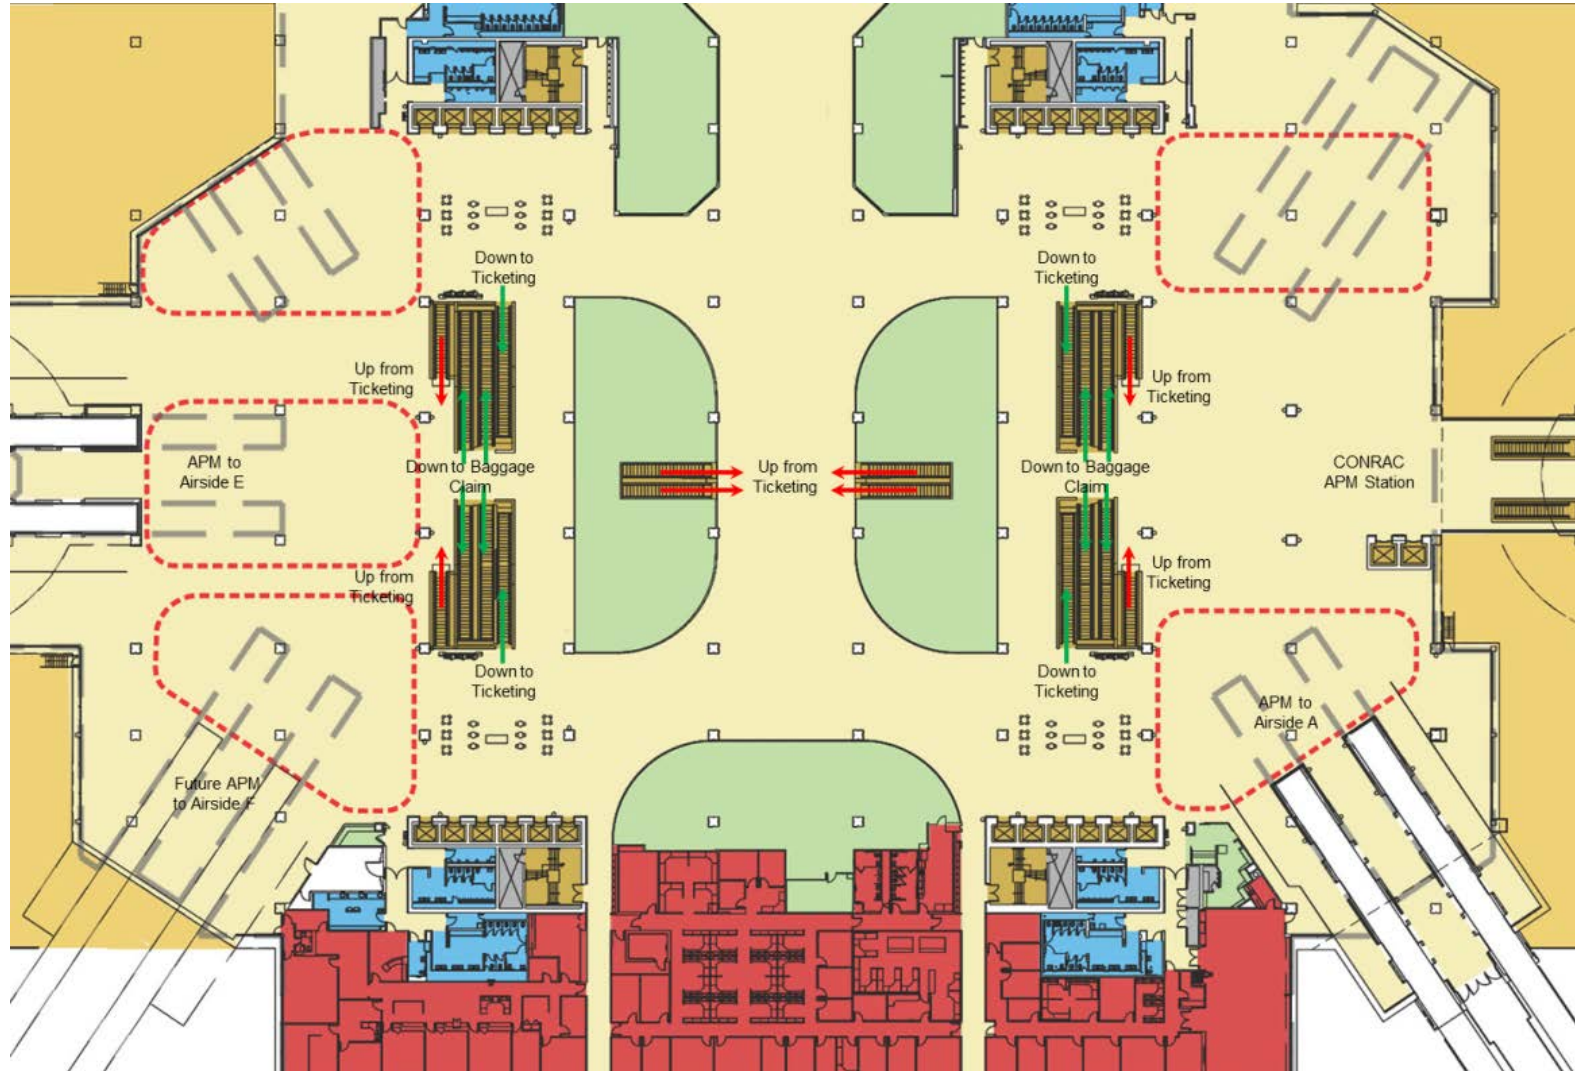 Down to
Ticketing
Down to
Ticketing
Up from
Ticketing
Up from
Ticketing
APM to
Airside E
Down to Baggage
Claim
Up from
Ticketing
Down to Baggage
Claim
CONRAC
APM Station
Up from
Ticketing
Up from
Ticketing
Down to
Ticketing
Down to
Ticketing
APM to
Airside A
Future APM
to Airside F